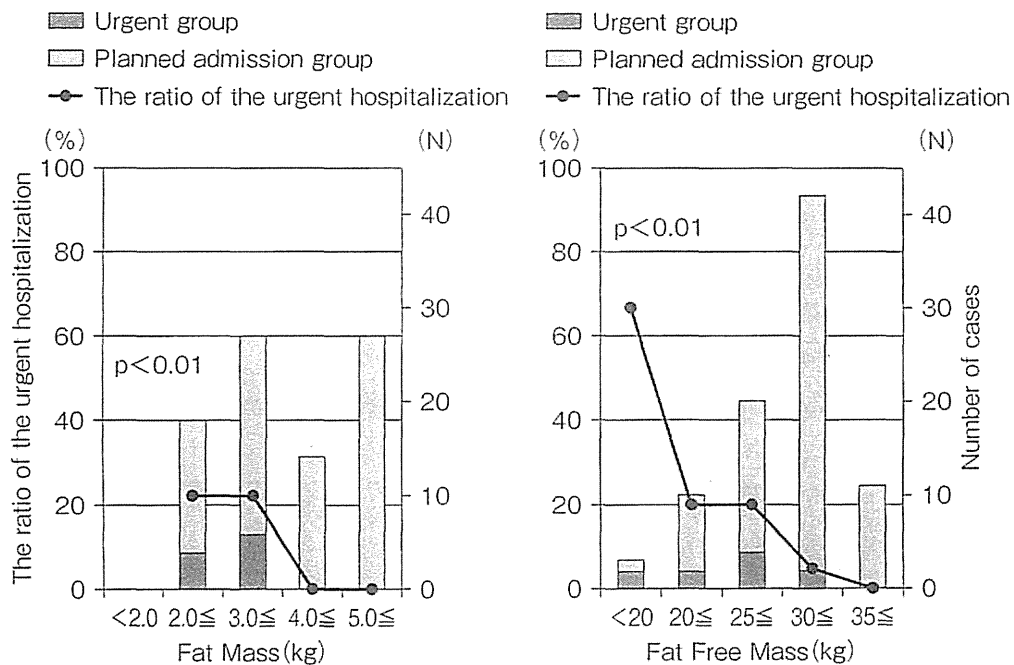 Urgent group
Planned admission group
The ratio of the urgent hospitalization
(%)
(N)
The ratio of the urgent hospitalization
100
80
60
40
20
0
40
30
20
10
0
p<0.01
<2.0 2.0≦ 3.0≦ 4.0≦ 5.0≦
Fat Mass(kg)
Urgent group
Planned admission group
The ratio of the urgent hospitalization
(%)
(N)
100
80
60
40
20
0
40
30
20
10
0
Number of cases
p<0.01
<20 20≦ 25≦ 30≦ 35≦
Fat Free Mass(kg)